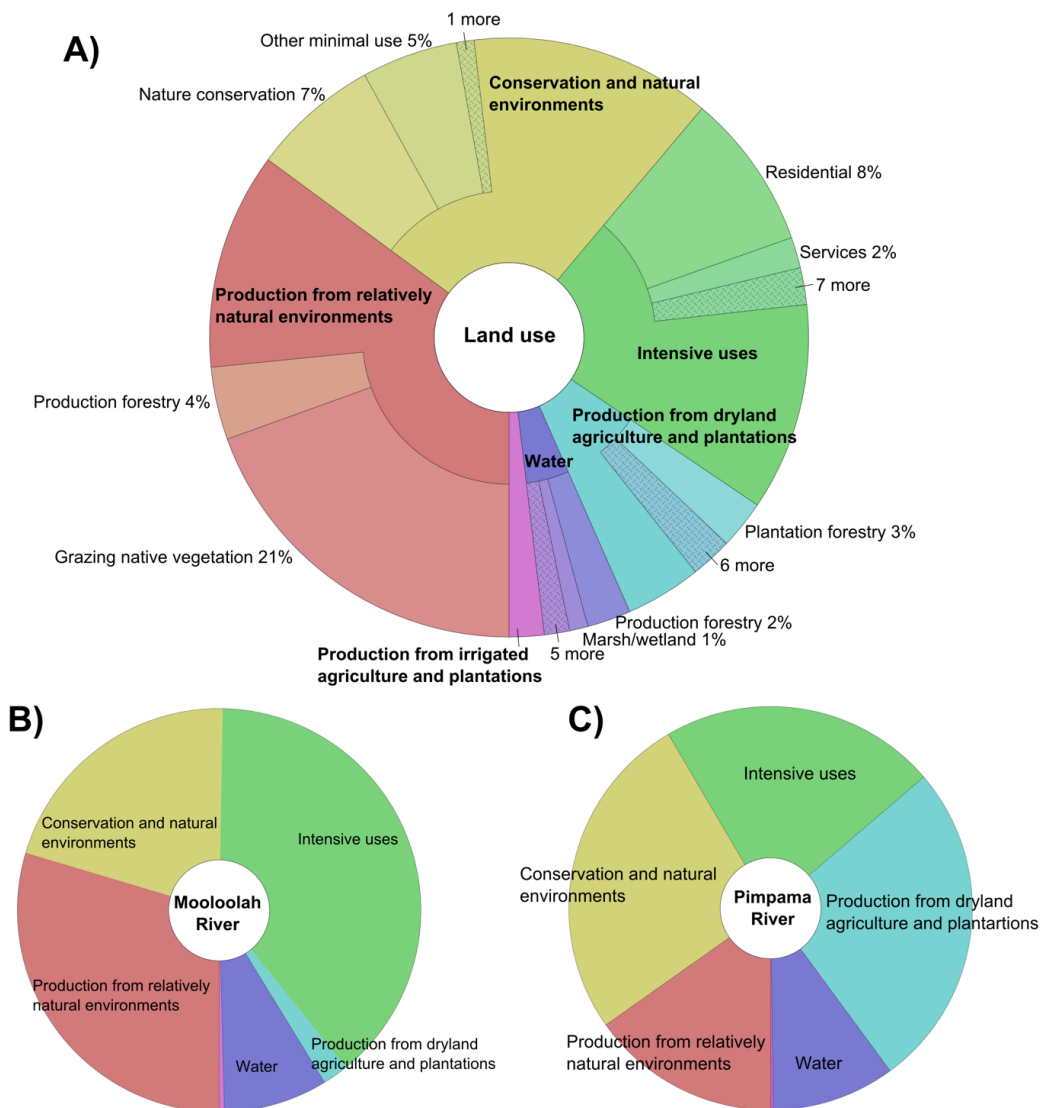 A)
1 more
Other minimal use 5%
Nature conservation 7%
Conservation and natural
environments
Residential 8%
Services 2%
7 more
Production from relatively
natural environments
Land use
Intensive uses
Production forestry 4%
Production from dryland
agriculture and plantations
Water
Plantation forestry 3%
Grazing native vegetation 21%
6 more
Production forestry 2%
Marsh/wetland 1%
5 more
Production from irrigated
agriculture and plantations
B)
Conservation and natural
environments
Intensive uses
Mooloolah
River
Production from relatively
natural environments
Production from dryland
agriculture and plantations
Water
C)
Intensive uses
Conservation and natural
environments
Pimpama
River
Production from dryland
agriculture and plantartions
Production from relatively
natural environments
Water